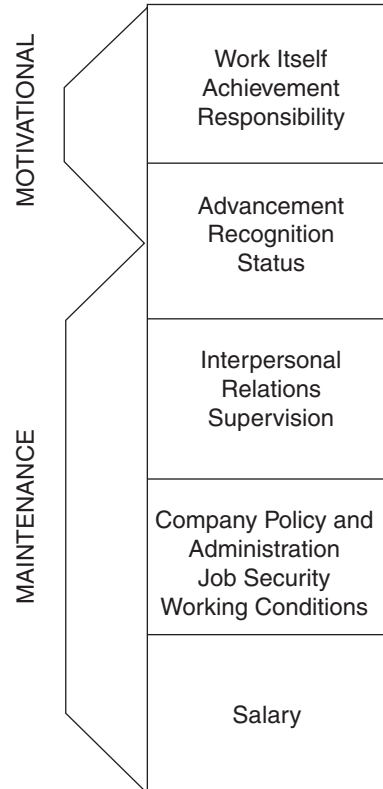 MOTIVATIONAL
Work Itself
Achievement
Responsibility
Advancement
Recognition
Status
MAINTENANCE
Interpersonal
Relations
Supervision
Company Policy and
Administration
Job Security
Working Conditions
Salary